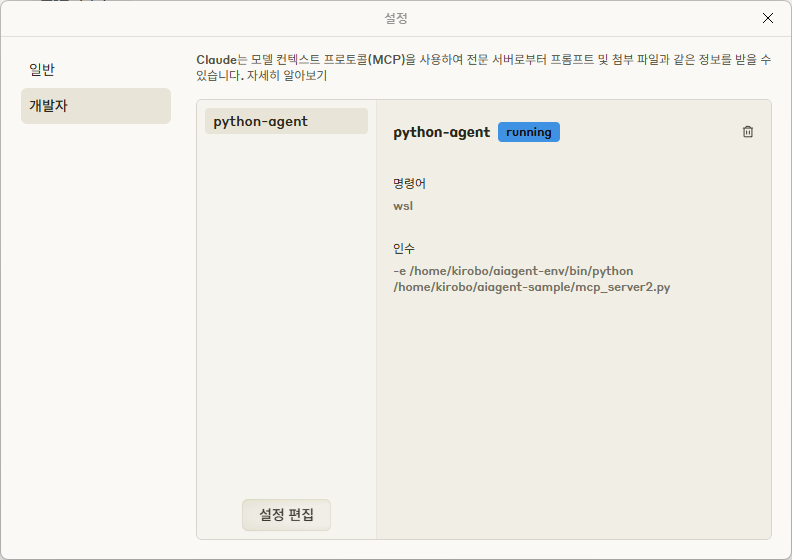 설정
일반
개발자
Claude는 모델 컨텍스트 프로토콜(MCP)을 사용하여 전문 서버로부터 프롬프트 및 첨부 파일과 같은 정보를 받을 수
있습니다. 자세히 알아보기
python-agent
python-agent running
명령어
wsl
인수
-e /home/kirobo/aiagent-env/bin/python
/home/kirobo/aiagent-sample/mcp_server2.py
설정 편집